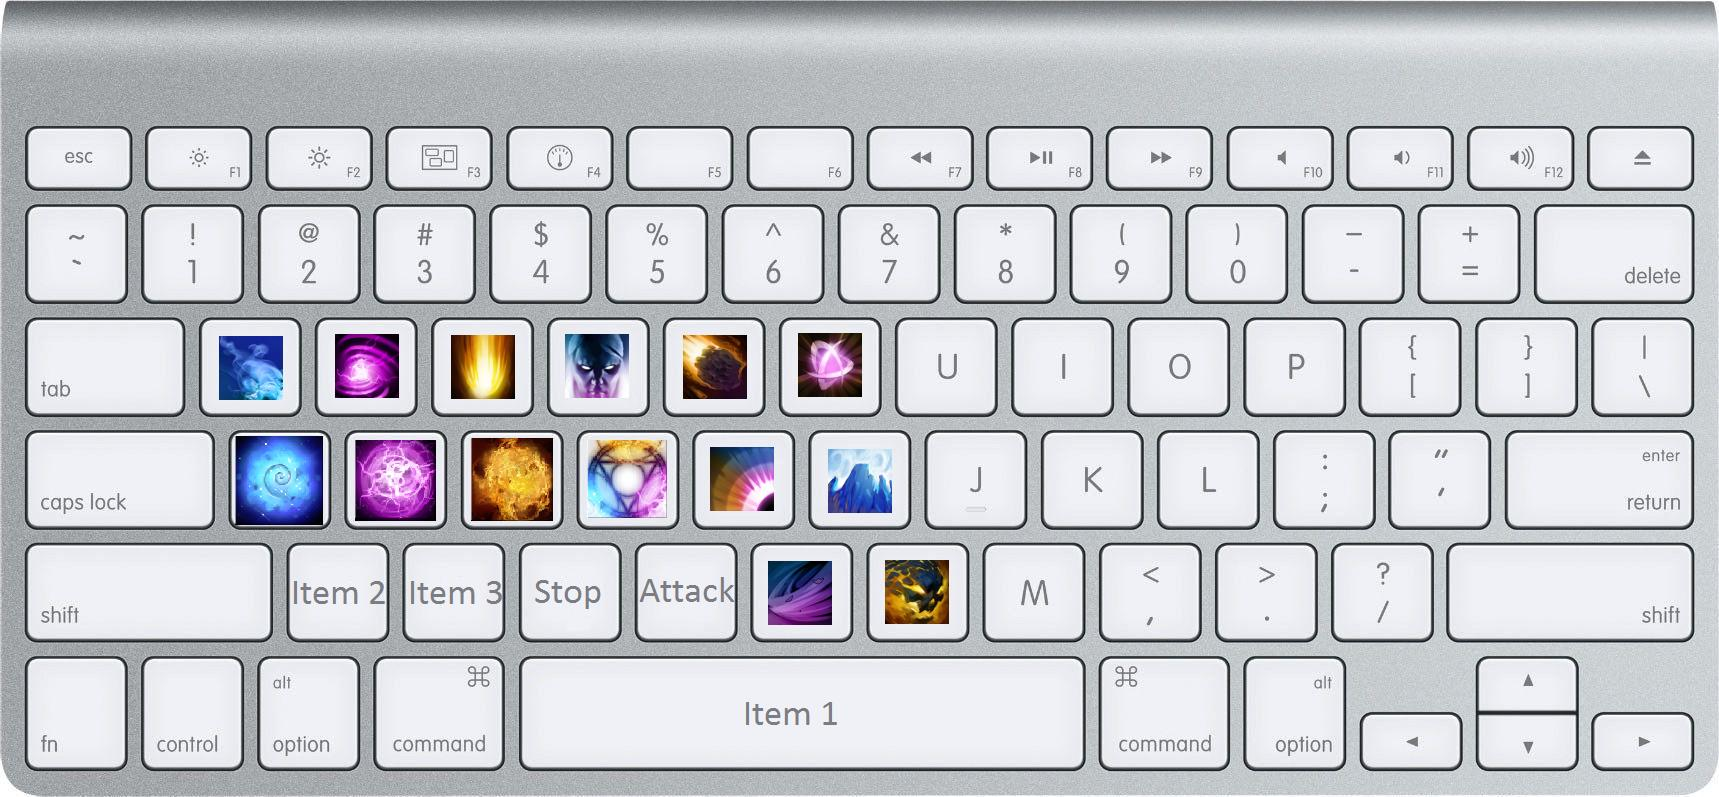 esc F1 F2 F3 F4 F5 F6 F7 F8 F9 F10 F11 F12
~ ! @ # $ % ^ & * ( ) – +
` 1 2 3 4 5 6 7 8 9 0 - = delete
tab U I O P { [ } ] | \
caps lock J K L : ; " ' enter return
shift Item 2 Item 3 Stop Attack M < , > . ? / shift
fn control alt option ⌘ command Item 1 ⌘ command alt option